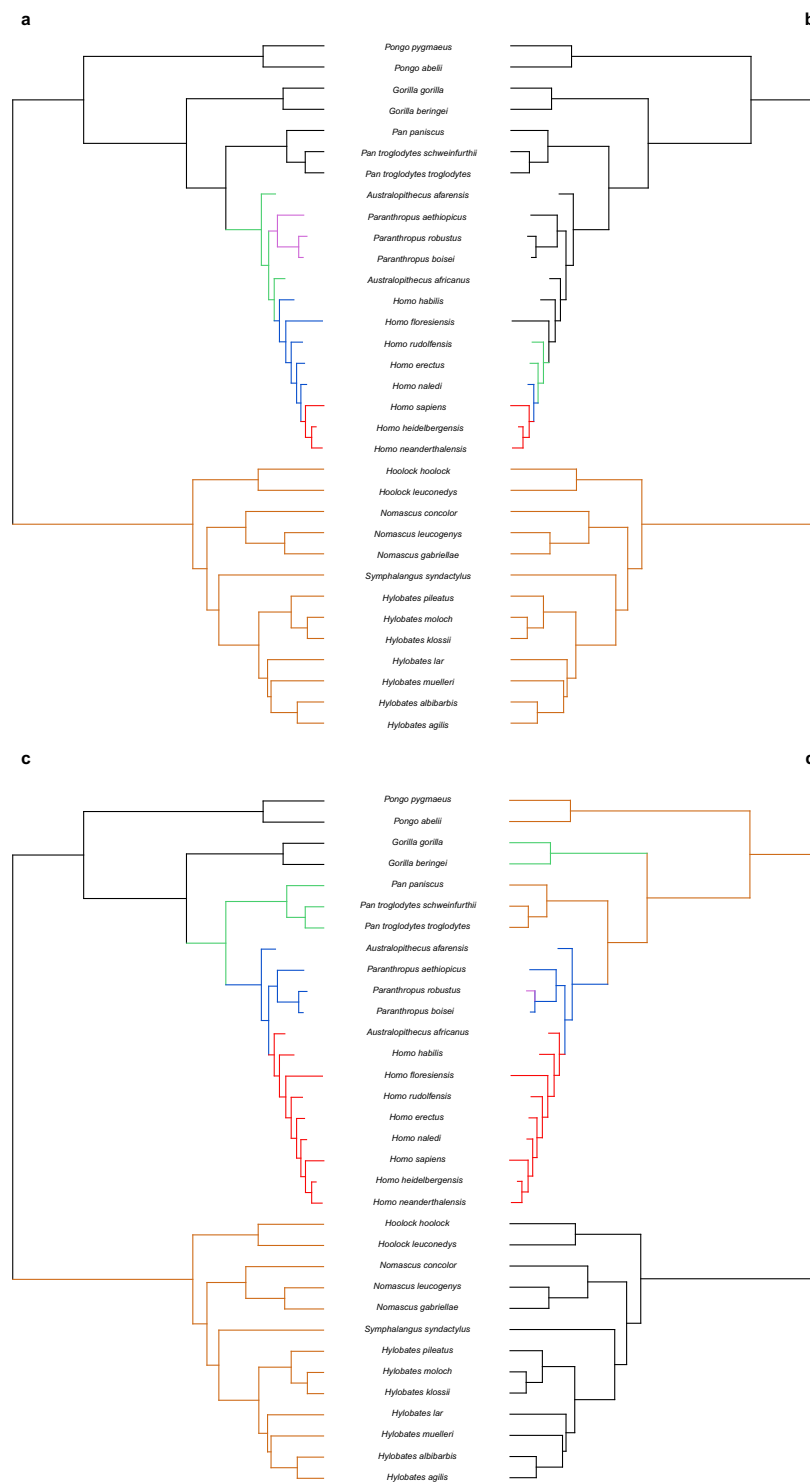 a
b
Pongo pygmaeus
Pongo abelii
Gorilla gorilla
Gorilla beringei
Pan paniscus
Pan troglodytes schweinfurthii
Pan troglodytes troglodytes
Australopithecus afarensis
Paranthropus aethiopicus
Paranthropus robustus
Paranthropus boisei
Australopithecus africanus
Homo habilis
Homo floresiensis
Homo rudolfensis
Homo erectus
Homo naledi
Homo sapiens
Homo heidelbergensis
Homo neanderthalensis
Hoolock hoolock
Hoolock leuconedys
Nomascus concolor
Nomascus leucogenys
Nomascus gabriellae
Symphalangus syndactylus
Hylobates pileatus
Hylobates moloch
Hylobates klossii
Hylobates lar
Hylobates muelleri
Hylobates albibarbis
Hylobates agilis
c
d
Pongo pygmaeus
Pongo abelii
Gorilla gorilla
Gorilla beringei
Pan paniscus
Pan troglodytes schweinfurthii
Pan troglodytes troglodytes
Australopithecus afarensis
Paranthropus aethiopicus
Paranthropus robustus
Paranthropus boisei
Australopithecus africanus
Homo habilis
Homo floresiensis
Homo rudolfensis
Homo erectus
Homo naledi
Homo sapiens
Homo heidelbergensis
Homo neanderthalensis
Hoolock hoolock
Hoolock leuconedys
Nomascus concolor
Nomascus leucogenys
Nomascus gabriellae
Symphalangus syndactylus
Hylobates pileatus
Hylobates moloch
Hylobates klossii
Hylobates lar
Hylobates muelleri
Hylobates albibarbis
Hylobates agilis